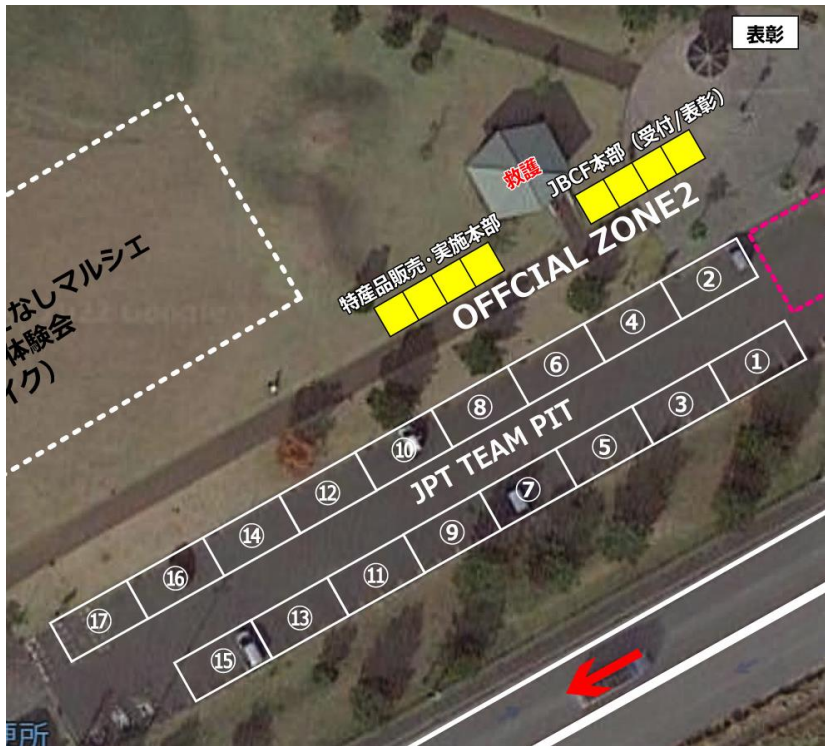 表彰
JBCF本部（受付/表彰）
救護
OFFCIAL ZONE2
特産品販売・実施本部
なしマルシェ
体験会
イク）
②
④
①
⑥
③
⑧
⑤
⑩
JPT TEAM PIT
⑦
⑫
⑨
⑭
⑪
⑯
⑬
⑰
⑮
所